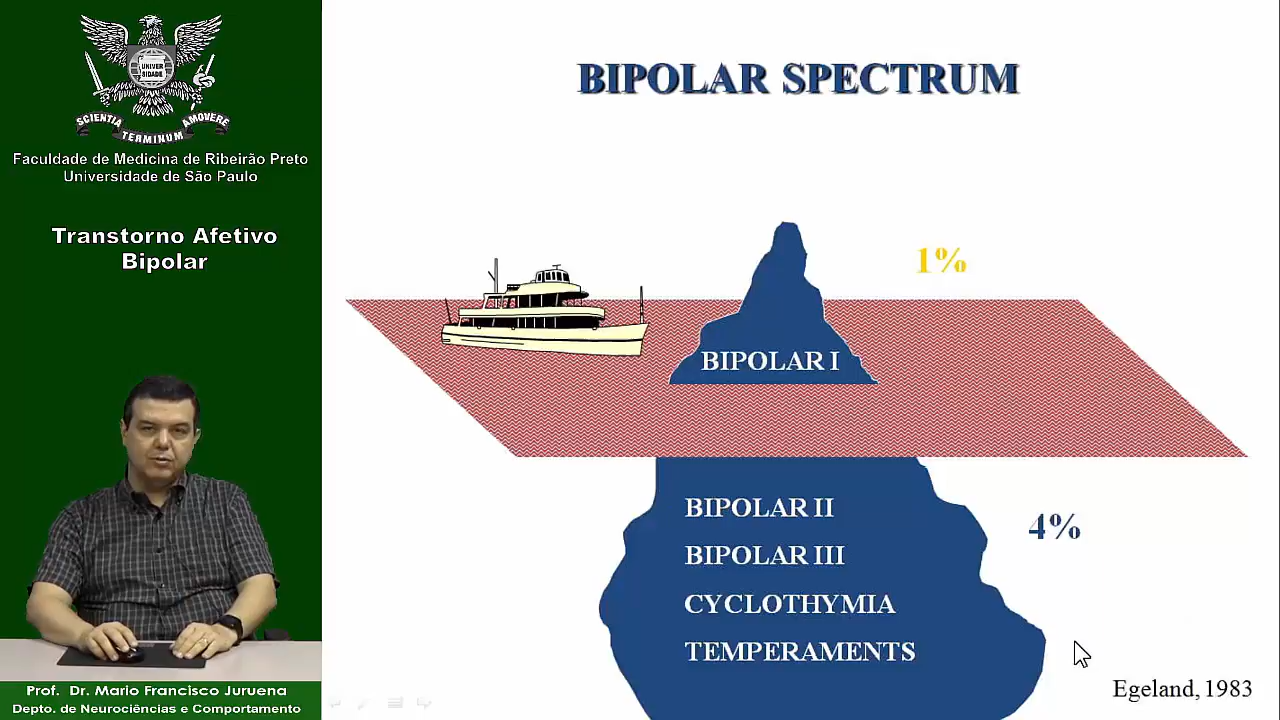 UNIVER
SIDADE
SCIENTIA
TERMINUM
AMOVERE
Faculdade de Medicina de Ribeirão Preto
Universidade de São Paulo
Transtorno Afetivo
Bipolar
Prof. Dr. Mario Francisco Juruena
Depto. de Neurociências e Comportamento
BIPOLAR SPECTRUM
1%
BIPOLAR I
BIPOLAR II
4%
BIPOLAR III
CYCLOTHYMIA
TEMPERAMENTS
Egeland, 1983